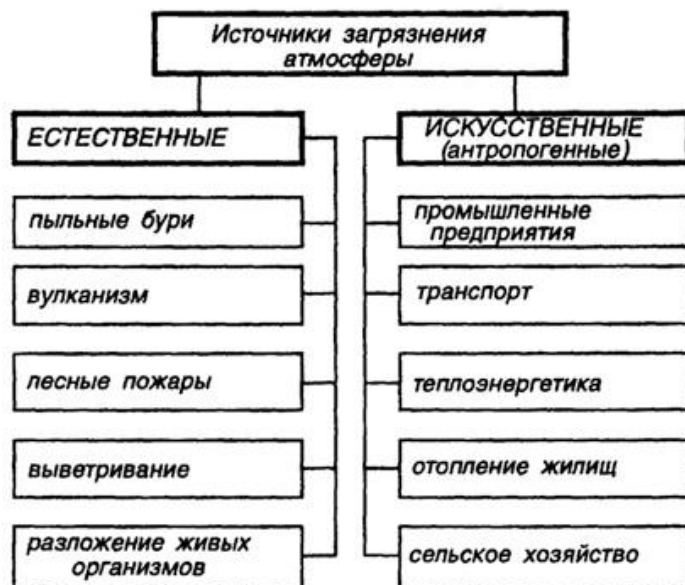 Источники загрязнения
атмосферы
ЕСТЕСТВЕННЫЕ
пыльные бури
вулканизм
лесные пожары
выветривание
разложение живых
организмов
ИСКУССТВЕННЫЕ
(антропогенные)
промышленные
предприятия
транспорт
теплоэнергетика
отопление жилищ
сельское хозяйство